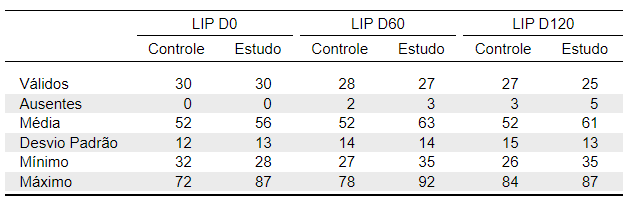 LIP D0 LIP D60 LIP D120
Controle Estudo Controle Estudo Controle Estudo
Válidos 30 30 28 27 27 25
Ausentes 0 0 2 3 3 5
Média 52 56 52 63 52 61
Desvio Padrão 12 13 14 14 15 13
Mínimo 32 28 27 35 26 35
Máximo 72 87 78 92 84 87